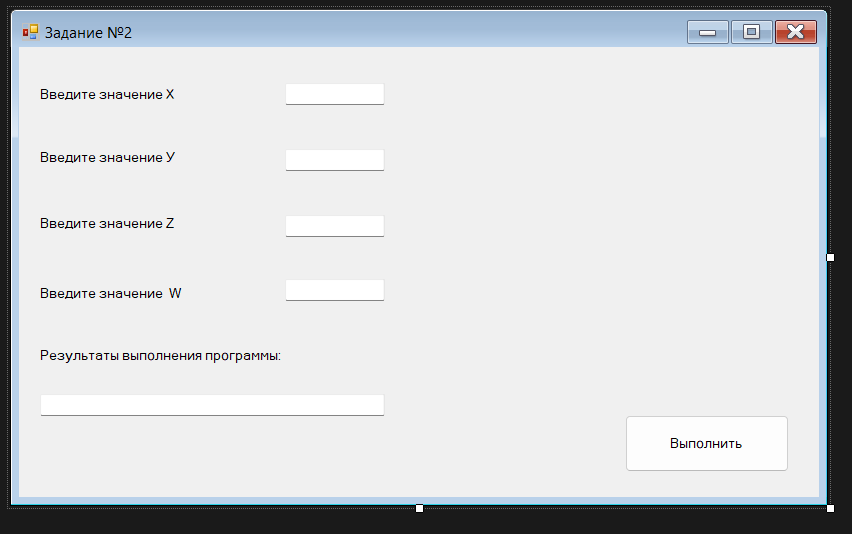 Задание №2
Введите значение X
Введите значение У
Введите значение Z
Введите значение  W
Результаты выполнения программы:
Выполнить